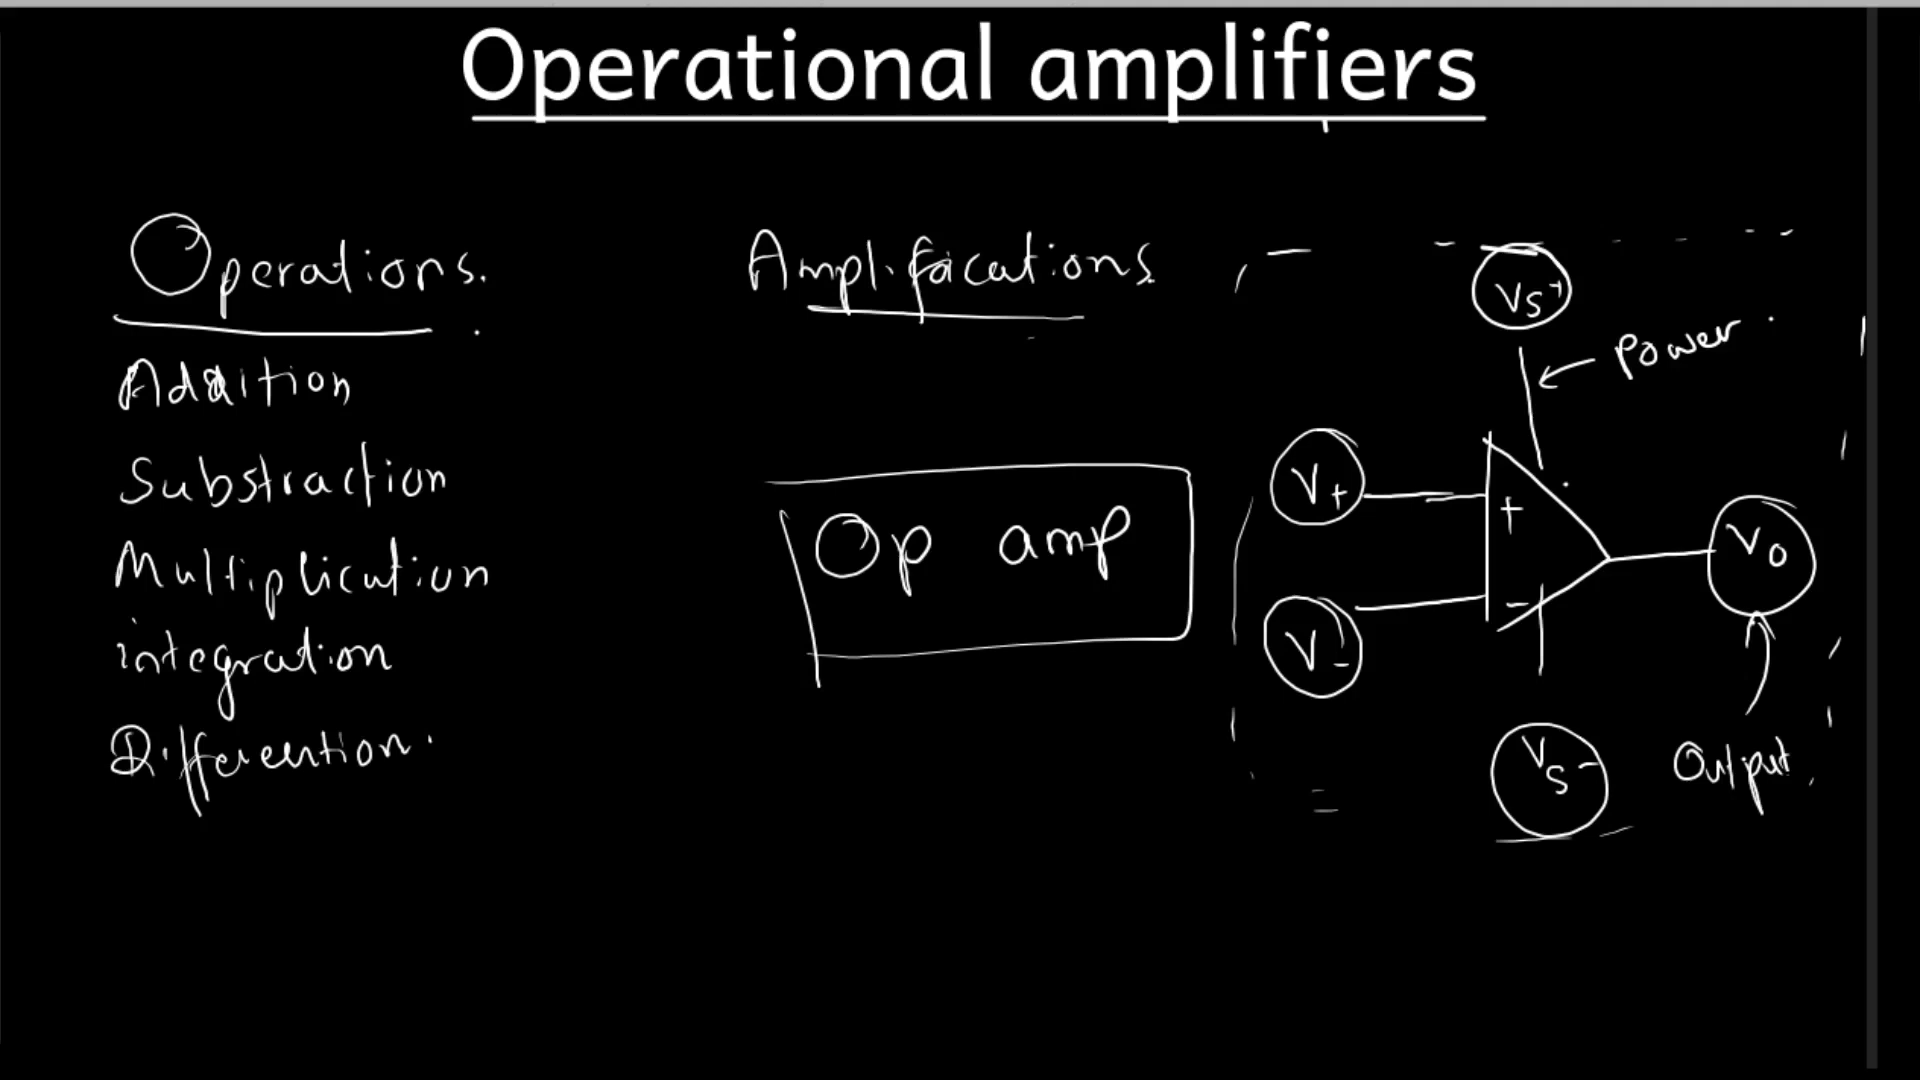 Operational amplifiers
Operations.
Addition
Substraction
Multiplication
integration
Differention.
Amplifications.
Op amp
Vs+
Power.
V+
+
V-
-
Vo
Vs-
Output.